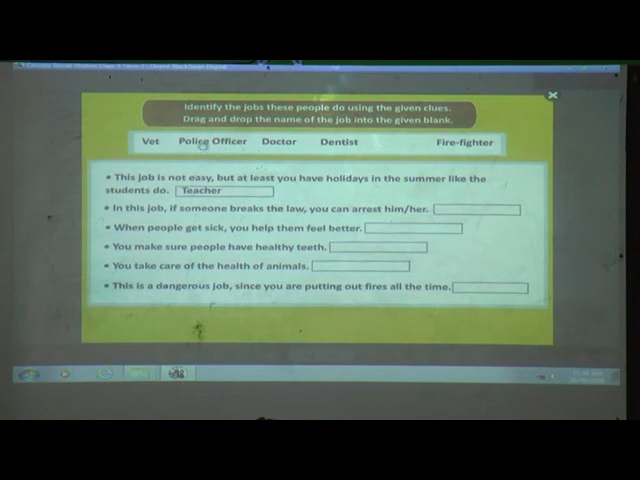 Identify the jobs these people do using the given clues.
Drag and drop the name of the job into the given blank.
Vet Police Officer Doctor Dentist Fire-fighter
• This job is not easy, but at least you have holidays in the summer like the
students do. Teacher
• In this job, if someone breaks the law, you can arrest him/her.
• When people get sick, you help them feel better.
• You make sure people have healthy teeth.
• You take care of the health of animals.
• This is a dangerous job, since you are putting out fires all the time.